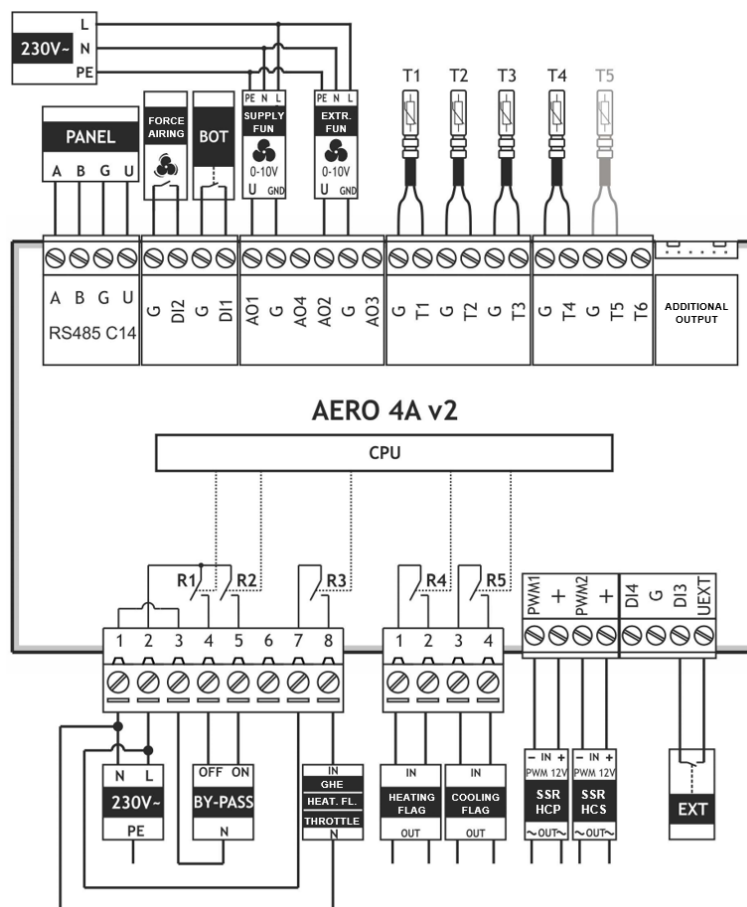 L
230V~ N
PE
T1 T2 T3 T4 T5
PE N L PE N L
PANEL
FORCE
AIRING
BOT
SUPPLY
FUN
EXTR.
FUN
0-10V 0-10V
A B G U
U GND U GND
A B G U
RS485 C14
G DI2 G DI1
AO1 G AO4 AO2 G AO3
G T1 G T2 G T3
G T4 G T5 T6
ADDITIONAL
OUTPUT
AERO 4A v2
CPU
R1 R2 R3 R4 R5
PWM1 + PWM2 +
DI4 G DI3 UEXT
1 2 3 4 5 6 7 8
1 2 3 4
N L
230V~
PE
OFF ON
BY-PASS
N
IN
GHE
HEAT. FL.
THROTTLE
N
IN
HEATING
FLAG
OUT
IN
COOLING
FLAG
OUT
– IN +
PWM 12V
SSR
HCP
~OUT~
– IN +
PWM 12V
SSR
HCS
~OUT~
EXT